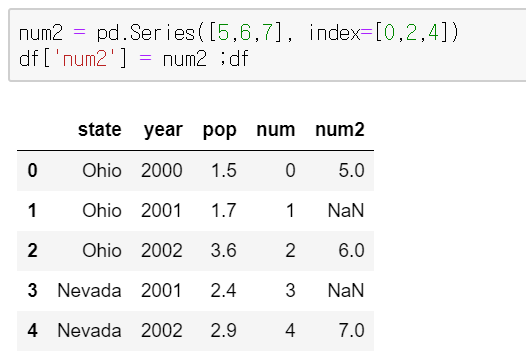 num2 = pd.Series([5,6,7], index=[0,2,4])
df['num2'] = num2 ;df
state year pop num num2
0 Ohio 2000 1.5 0 5.0
1 Ohio 2001 1.7 1 NaN
2 Ohio 2002 3.6 2 6.0
3 Nevada 2001 2.4 3 NaN
4 Nevada 2002 2.9 4 7.0